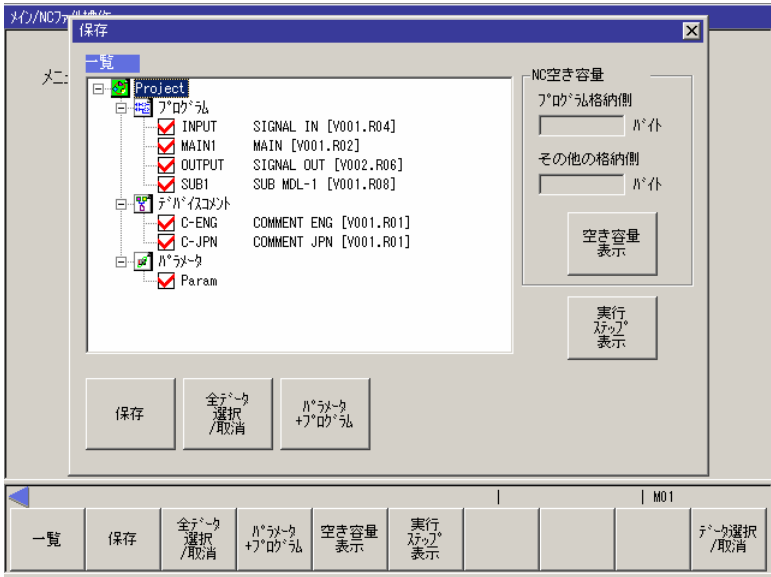 ﾒｲﾝ/NCﾌｧｲﾙ操作
保存
一覧
ﾒﾆｭ
Project
ﾌﾟﾛｸﾞﾗﾑ
INPUT SIGNAL IN [V001.R04]
MAIN1 MAIN [V001.R02]
OUTPUT SIGNAL OUT [V002.R06]
SUB1 SUB MDL-1 [V001.R08]
ﾃﾞﾊﾞｲｽｺﾒﾝﾄ
C-ENG COMMENT ENG [V001.R01]
C-JPN COMMENT JPN [V001.R01]
ﾊﾟﾗﾒｰﾀ
Param
NC空き容量
ﾌﾟﾛｸﾞﾗﾑ格納側
ﾊﾞｲﾄ
その他の格納側
ﾊﾞｲﾄ
空き容量
表示
実行
ｽﾃｯﾌﾟ
表示
保存
全ﾃﾞｰﾀ
選択
/取消
ﾊﾟﾗﾒｰﾀ
+ﾌﾟﾛｸﾞﾗﾑ
M01
一覧
保存
全ﾃﾞｰﾀ
選択
/取消
ﾊﾟﾗﾒｰﾀ
+ﾌﾟﾛｸﾞﾗﾑ
空き容量
表示
実行
ｽﾃｯﾌﾟ
表示
ﾃﾞｰﾀ選択
/取消